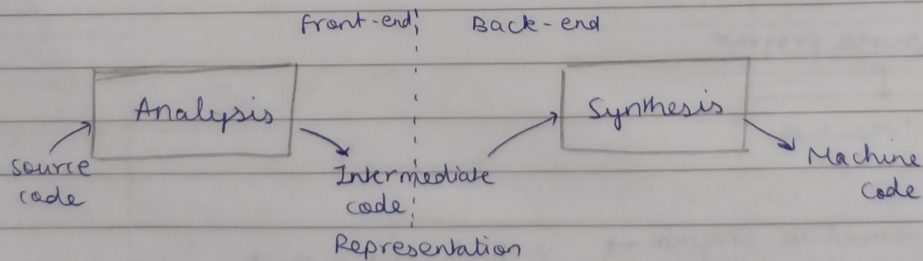 Front-end Back-end
Analysis Synthesis
source
code
Intermediate
code
Machine
code
Representation